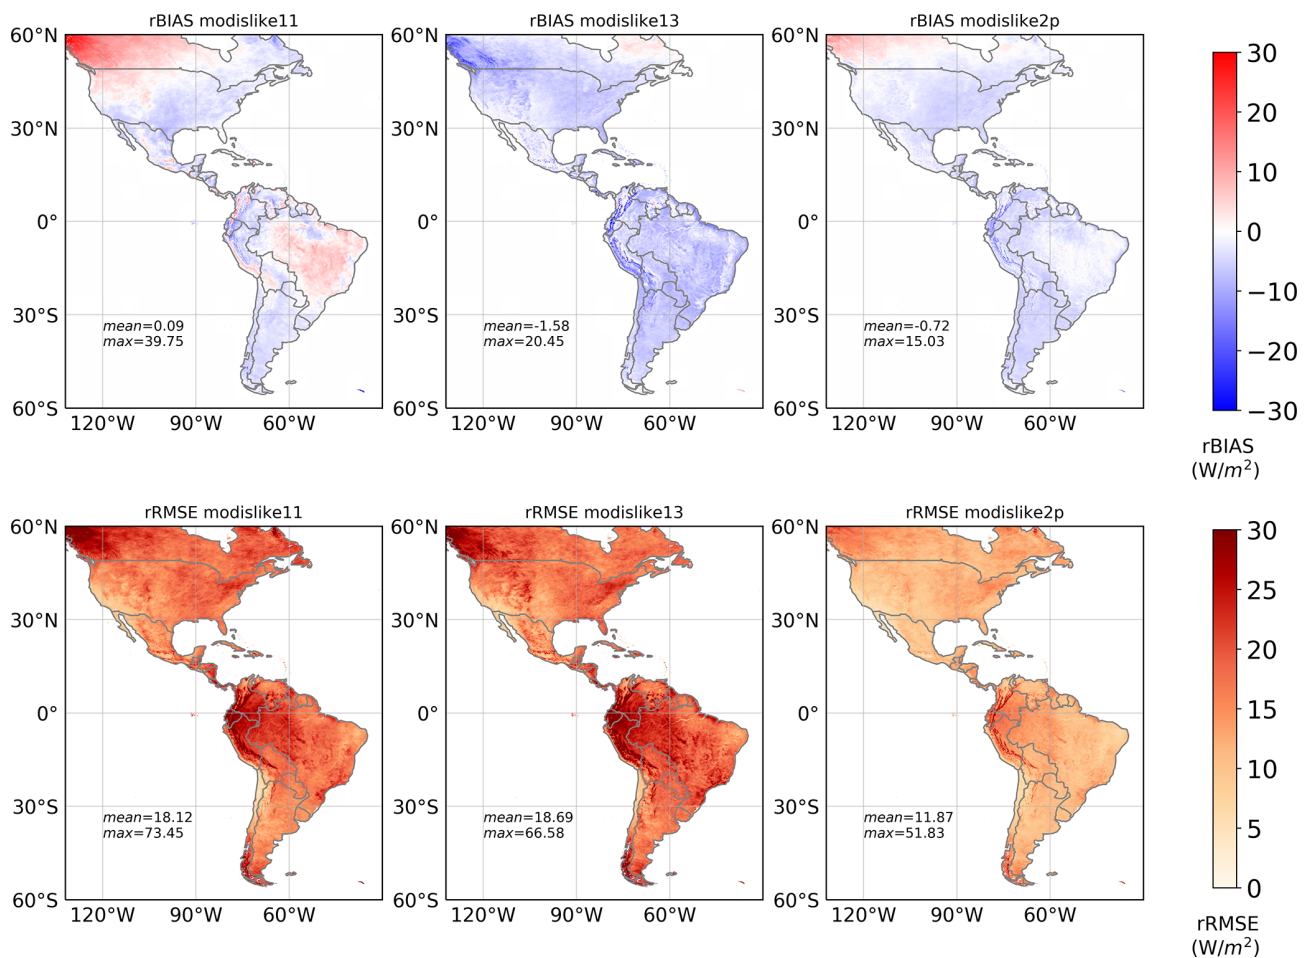 rBIAS modislike11
rBIAS modislike13
rBIAS modislike2p
60°N
30°N
0°
30°S
60°S
120°W
90°W
60°W
mean=0.09
max=39.75
60°N
30°N
0°
30°S
60°S
120°W
90°W
60°W
mean=-1.58
max=20.45
60°N
30°N
0°
30°S
60°S
120°W
90°W
60°W
mean=-0.72
max=15.03
30
20
10
0
−10
−20
−30
rBIAS
(W/m²)
rRMSE modislike11
rRMSE modislike13
rRMSE modislike2p
60°N
30°N
0°
30°S
60°S
120°W
90°W
60°W
mean=18.12
max=73.45
60°N
30°N
0°
30°S
60°S
120°W
90°W
60°W
mean=18.69
max=66.58
60°N
30°N
0°
30°S
60°S
120°W
90°W
60°W
mean=11.87
max=51.83
30
25
20
15
10
5
0
rRMSE
(W/m²)